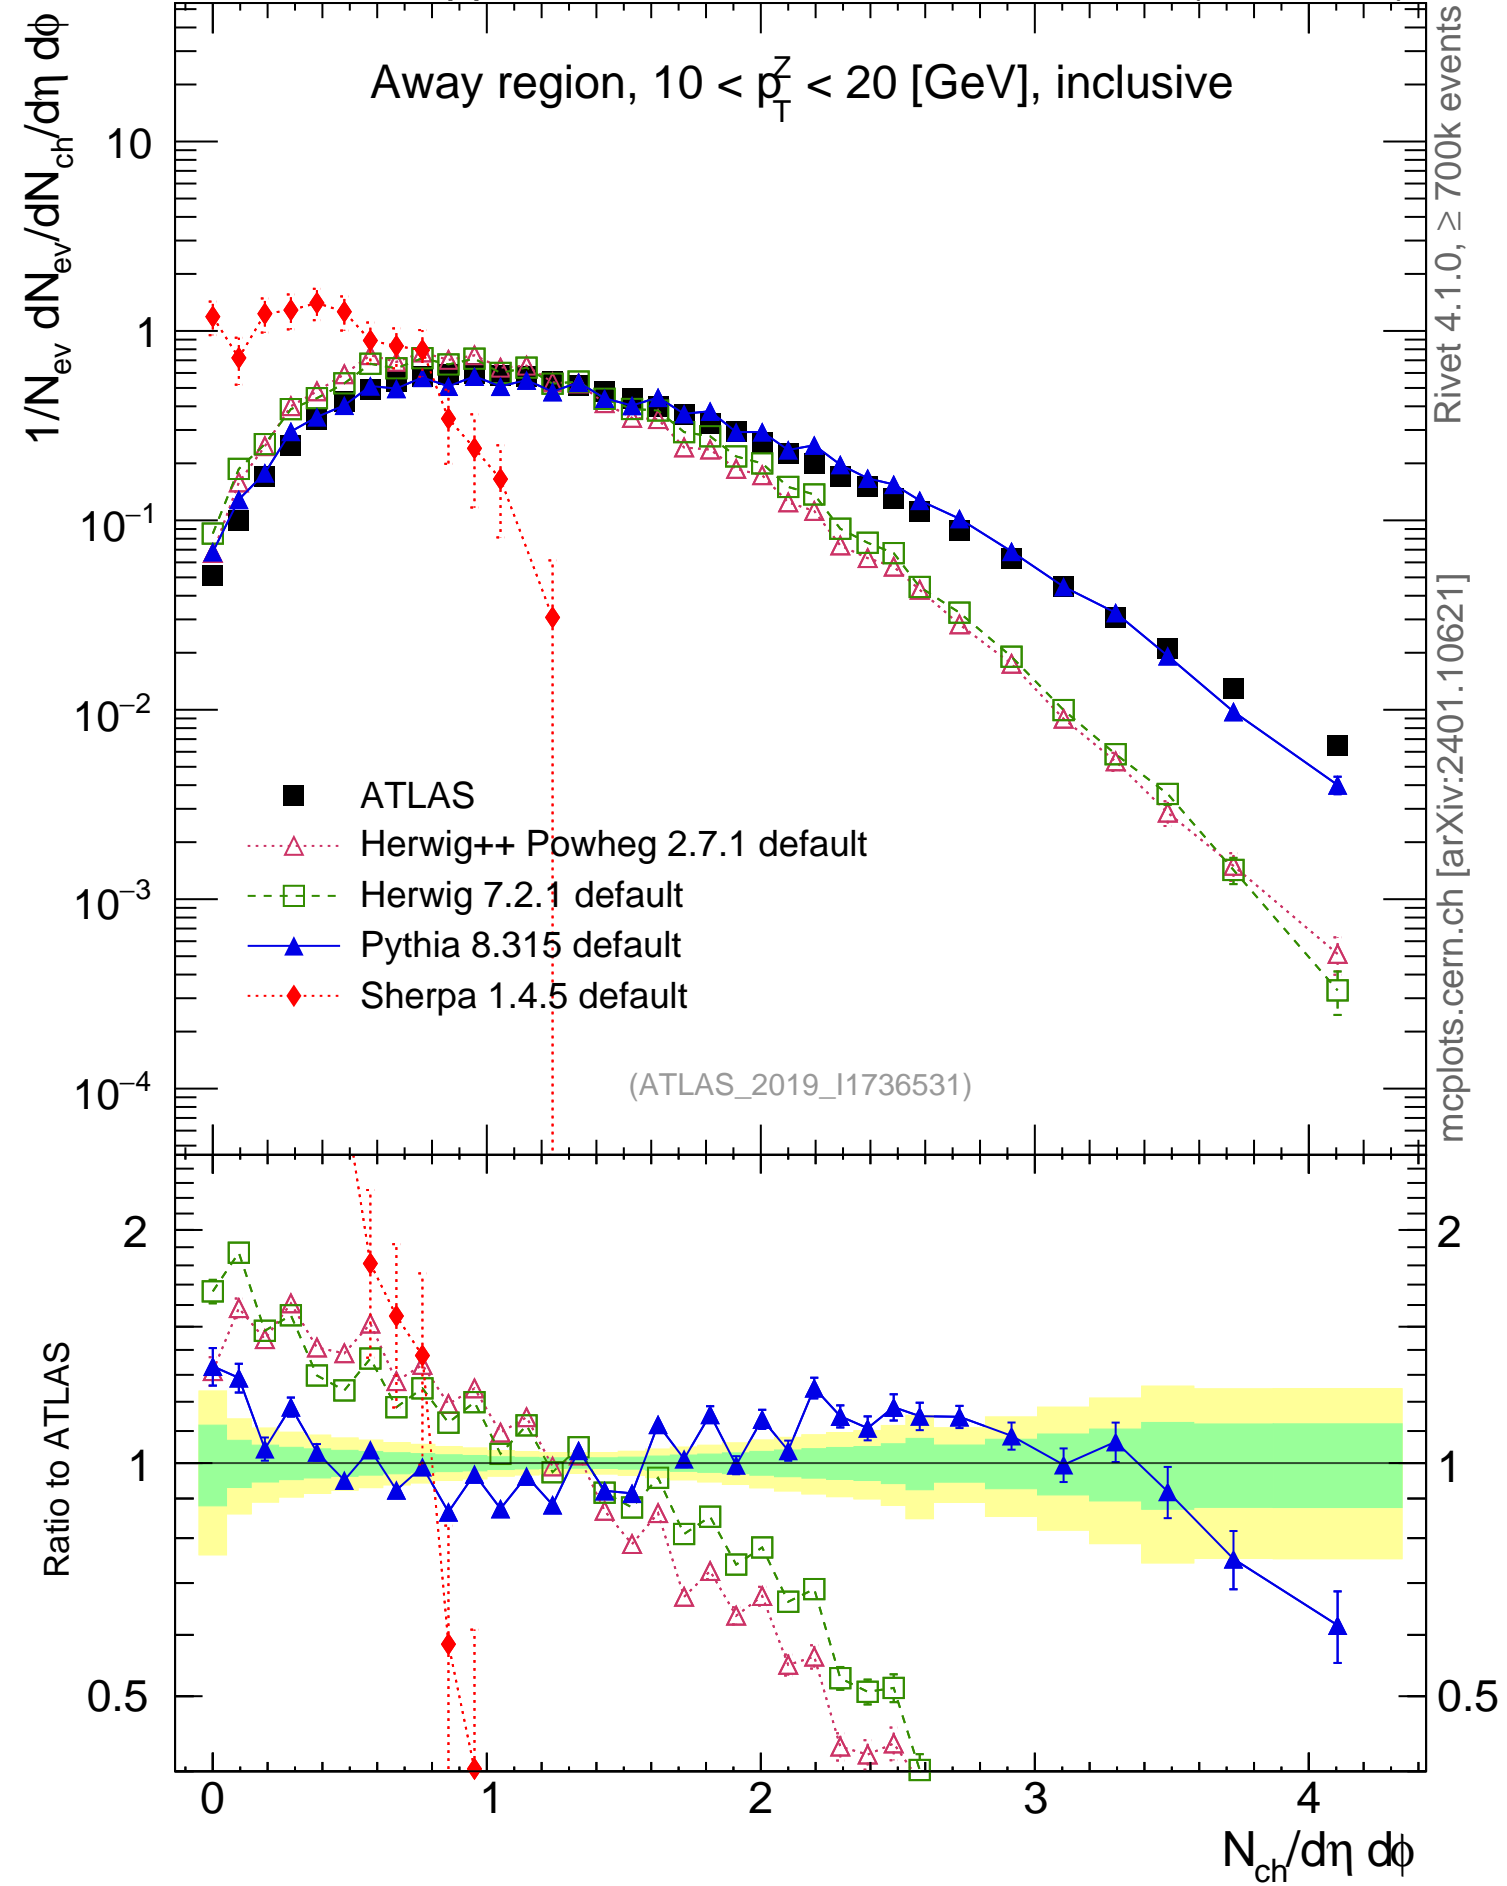 Away region, 10 < p_T^Z < 20 [GeV], inclusive
1/N_ev dN_ev/dN_ch/dη dϕ
10
1
10^−1
10^−2
10^−3
10^−4
ATLAS
Herwig++ Powheg 2.7.1 default
Herwig 7.2.1 default
Pythia 8.315 default
Sherpa 1.4.5 default
(ATLAS_2019_I1736531)
Rivet 4.1.0, ≥ 700k events
mcplots.cern.ch [arXiv:2401.10621]
Ratio to ATLAS
2
1
0.5
2
1
0.5
0 1 2 3 4
N_ch/dη dϕ